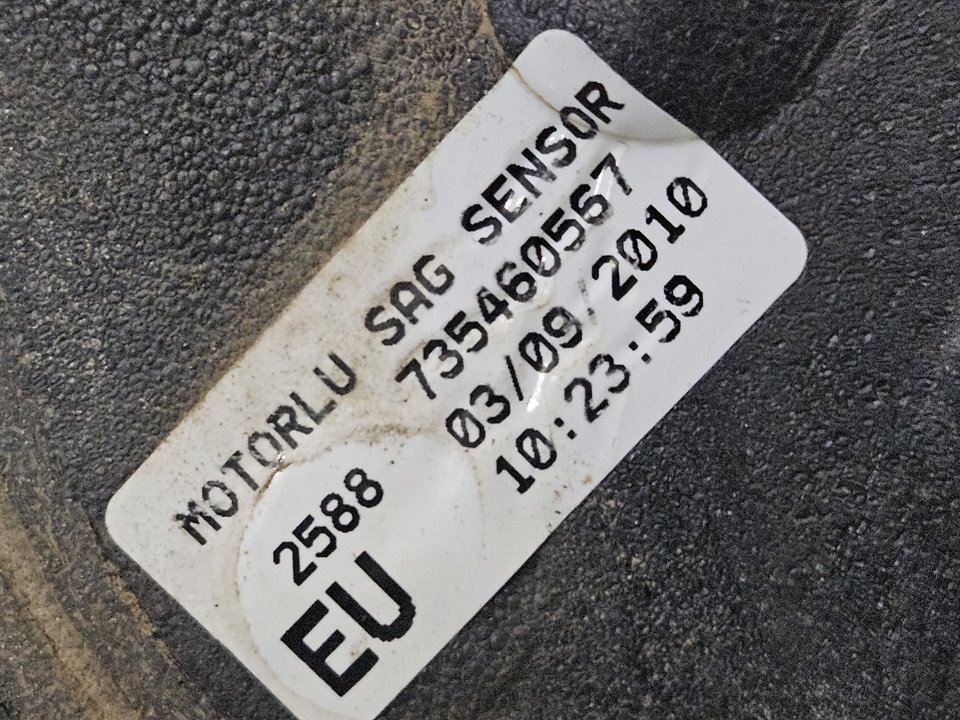 MOTORLU SAG SENSOR
735460567
03/09/2010
10:23:59
2588
EU